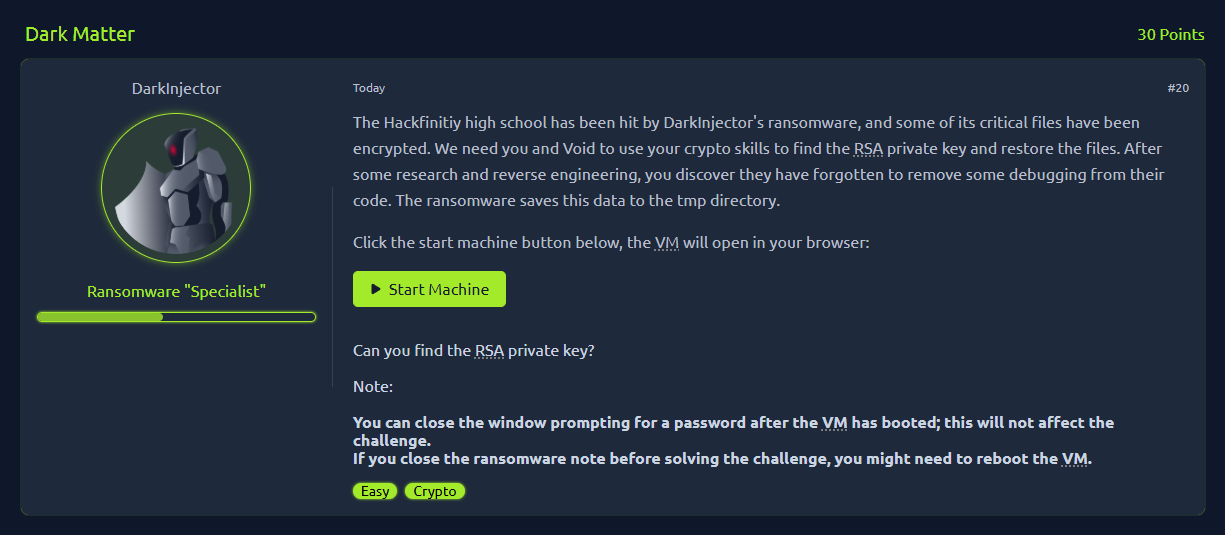 Dark Matter
30 Points
DarkInjector
Today
#20
The Hackfinitiy high school has been hit by DarkInjector's ransomware, and some of its critical files have been
encrypted. We need you and Void to use your crypto skills to find the RSA private key and restore the files. After
some research and reverse engineering, you discover they have forgotten to remove some debugging from their
code. The ransomware saves this data to the tmp directory.
Click the start machine button below, the VM will open in your browser:
Start Machine
Ransomware "Specialist"
Can you find the RSA private key?
Note:
You can close the window prompting for a password after the VM has booted; this will not affect the
challenge.
If you close the ransomware note before solving the challenge, you might need to reboot the VM.
Easy
Crypto